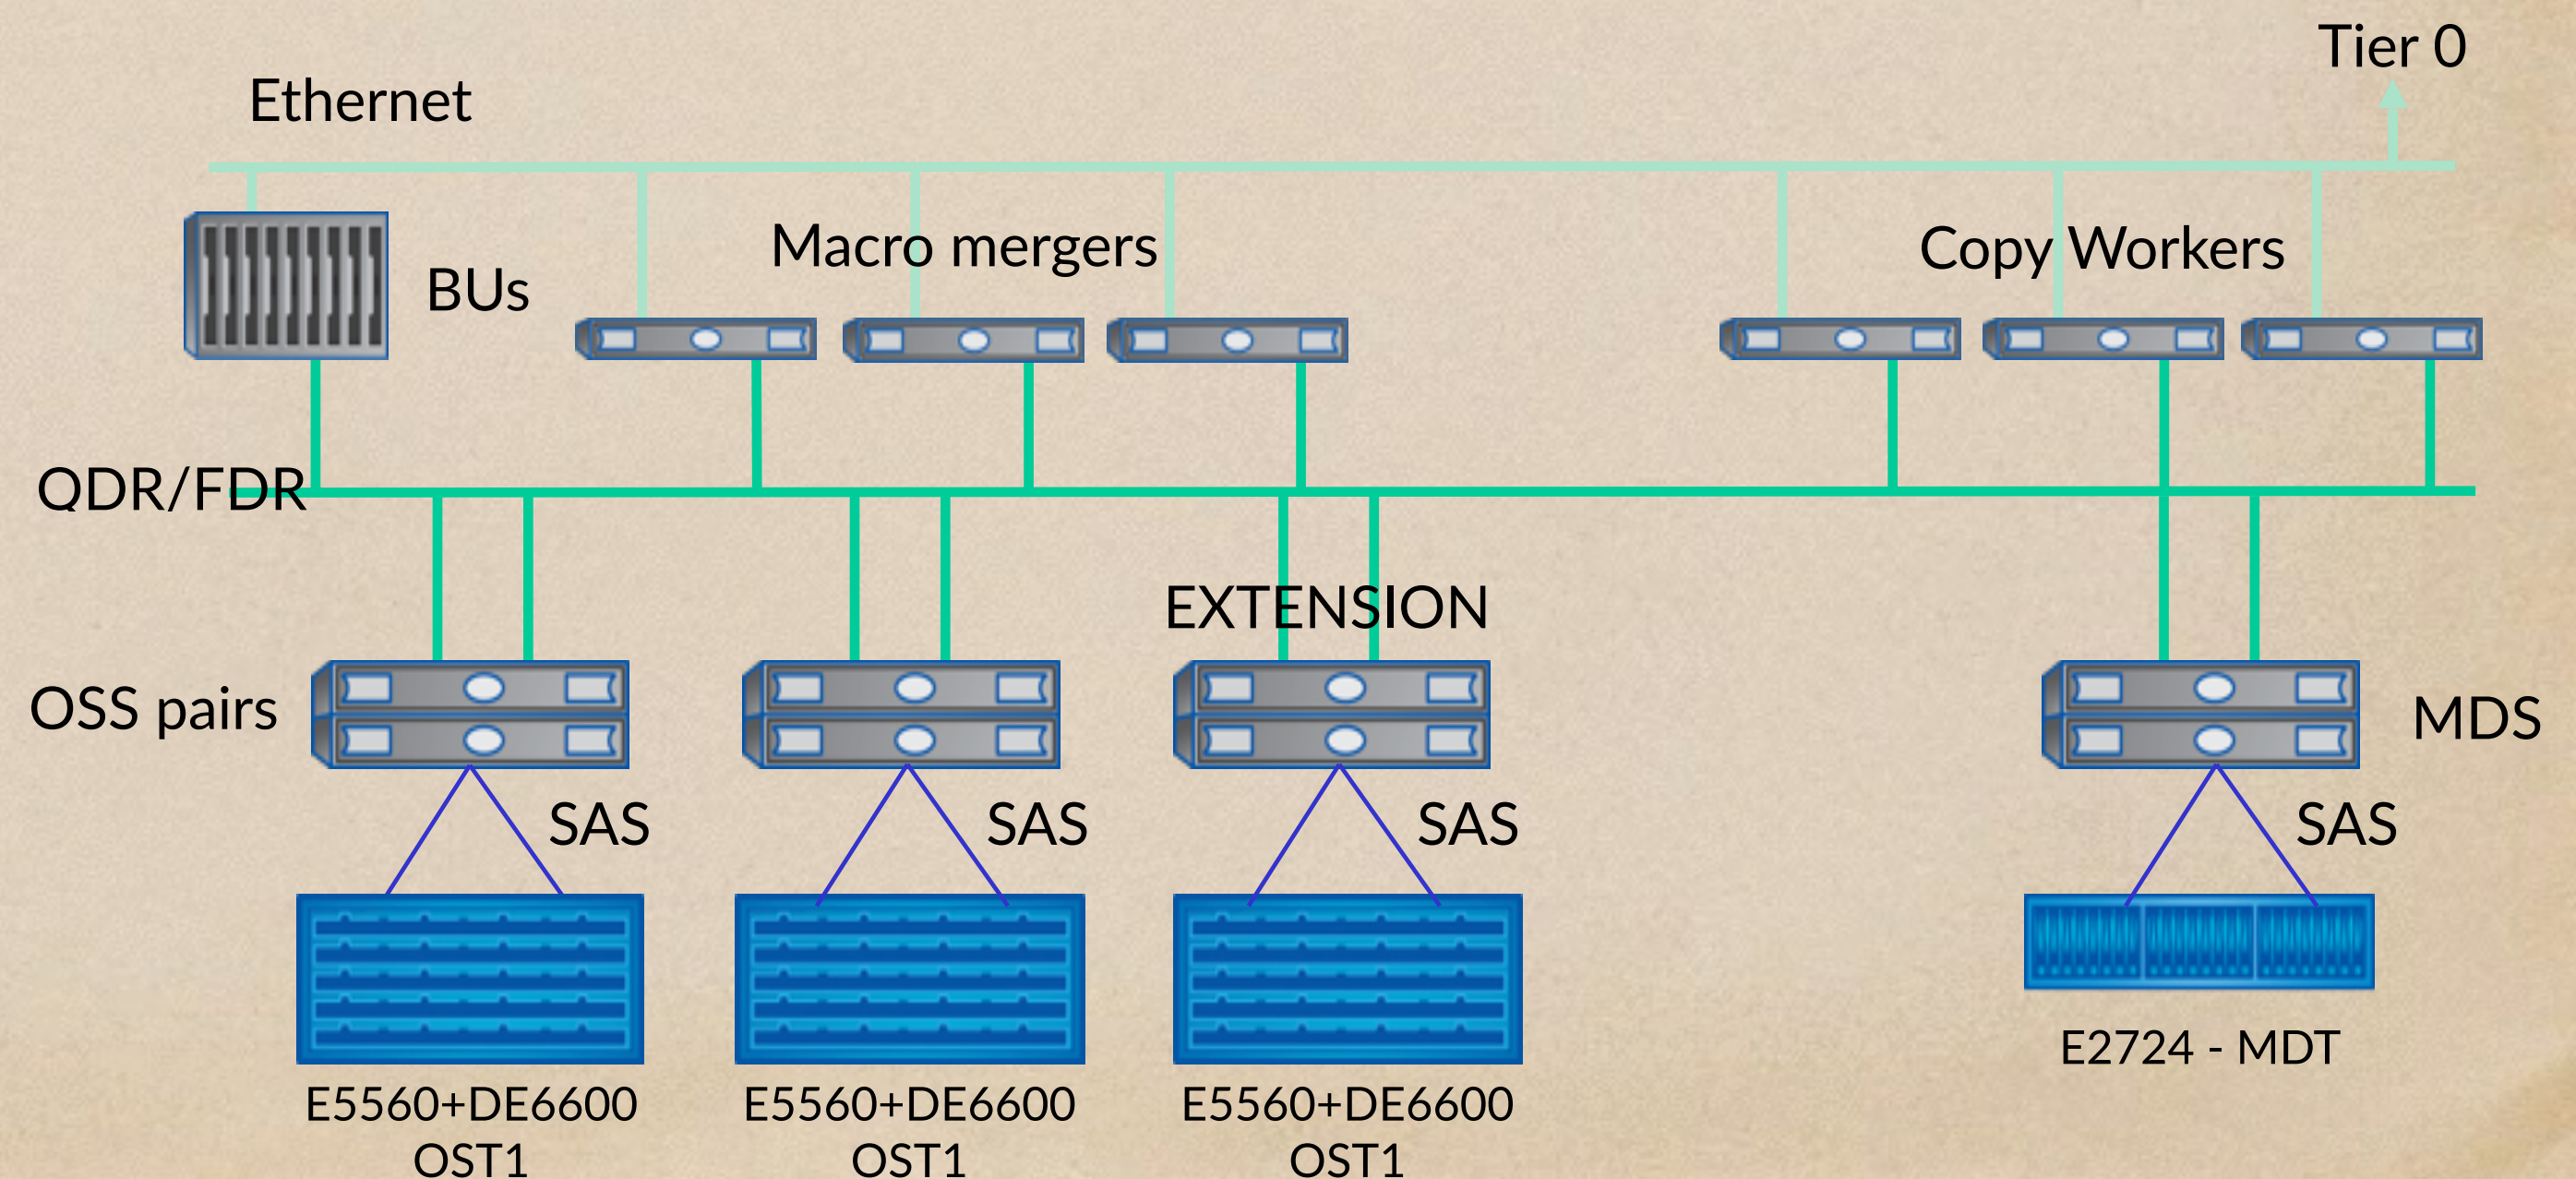 Tier 0
Ethernet
Macro mergers
Copy Workers
BUs
QDR/FDR
EXTENSION
OSS pairs
MDS
SAS
SAS
SAS
SAS
E2724 - MDT
E5560+DE6600
OST1
E5560+DE6600
OST1
E5560+DE6600
OST1